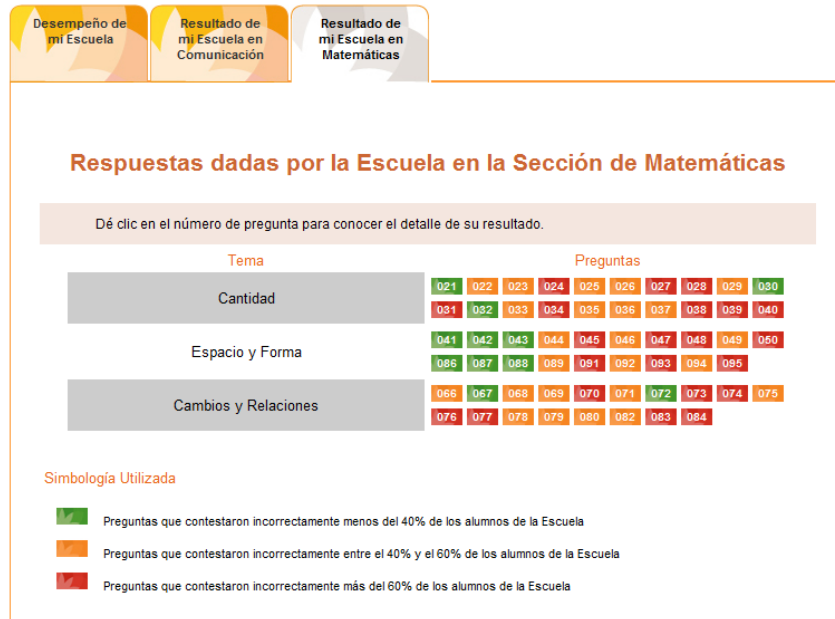 Desempeño de
mi Escuela
Resultado de
mi Escuela en
Comunicación
Resultado de
mi Escuela en
Matemáticas
Respuestas dadas por la Escuela en la Sección de Matemáticas
Dé clic en el número de pregunta para conocer el detalle de su resultado.
Tema Preguntas
Cantidad
021 022 023 024 025 026 027 028 029 030
031 032 033 034 035 036 037 038 039 040
Espacio y Forma
041 042 043 044 045 046 047 048 049 050
086 087 088 089 091 092 093 094 095
Cambios y Relaciones
066 067 068 069 070 071 072 073 074 075
076 077 078 079 080 082 083 084
Simbología Utilizada
Preguntas que contestaron incorrectamente menos del 40% de los alumnos de la Escuela
Preguntas que contestaron incorrectamente entre el 40% y el 60% de los alumnos de la Escuela
Preguntas que contestaron incorrectamente más del 60% de los alumnos de la Escuela